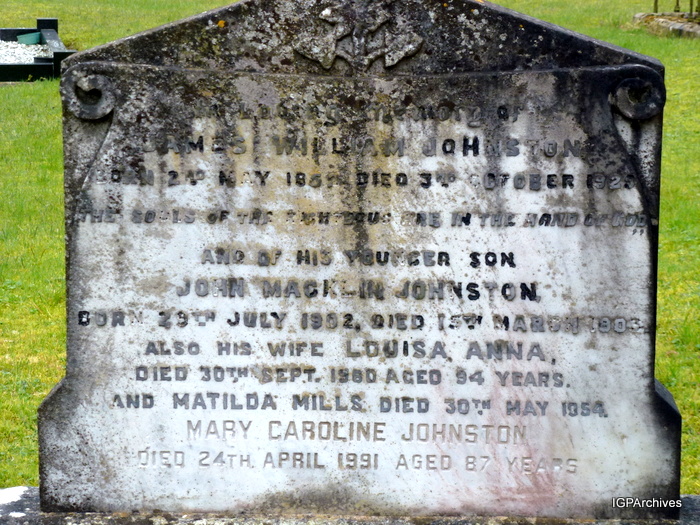 MEMORY OF
JAMES WILLIAM JOHNSTON
BORN 2ND MAY DIED 3RD OCTOBER
"THE SOULS OF THE RIGHTEOUS ARE IN THE HAND OF GOD"
AND OF HIS YOUNGER SON
JOHN MACKLIN JOHNSTON,
BORN 29TH JULY 1902, DIED 15TH MARCH 1903.
ALSO HIS WIFE LOUISA ANNA,
DIED 30TH SEPT. 1960 AGED 94 YEARS.
AND MATILDA MILLS DIED 30TH MAY 1954.
MARY CAROLINE JOHNSTON
DIED 24TH APRIL 1991 AGED 87 YEARS
IGPArchives